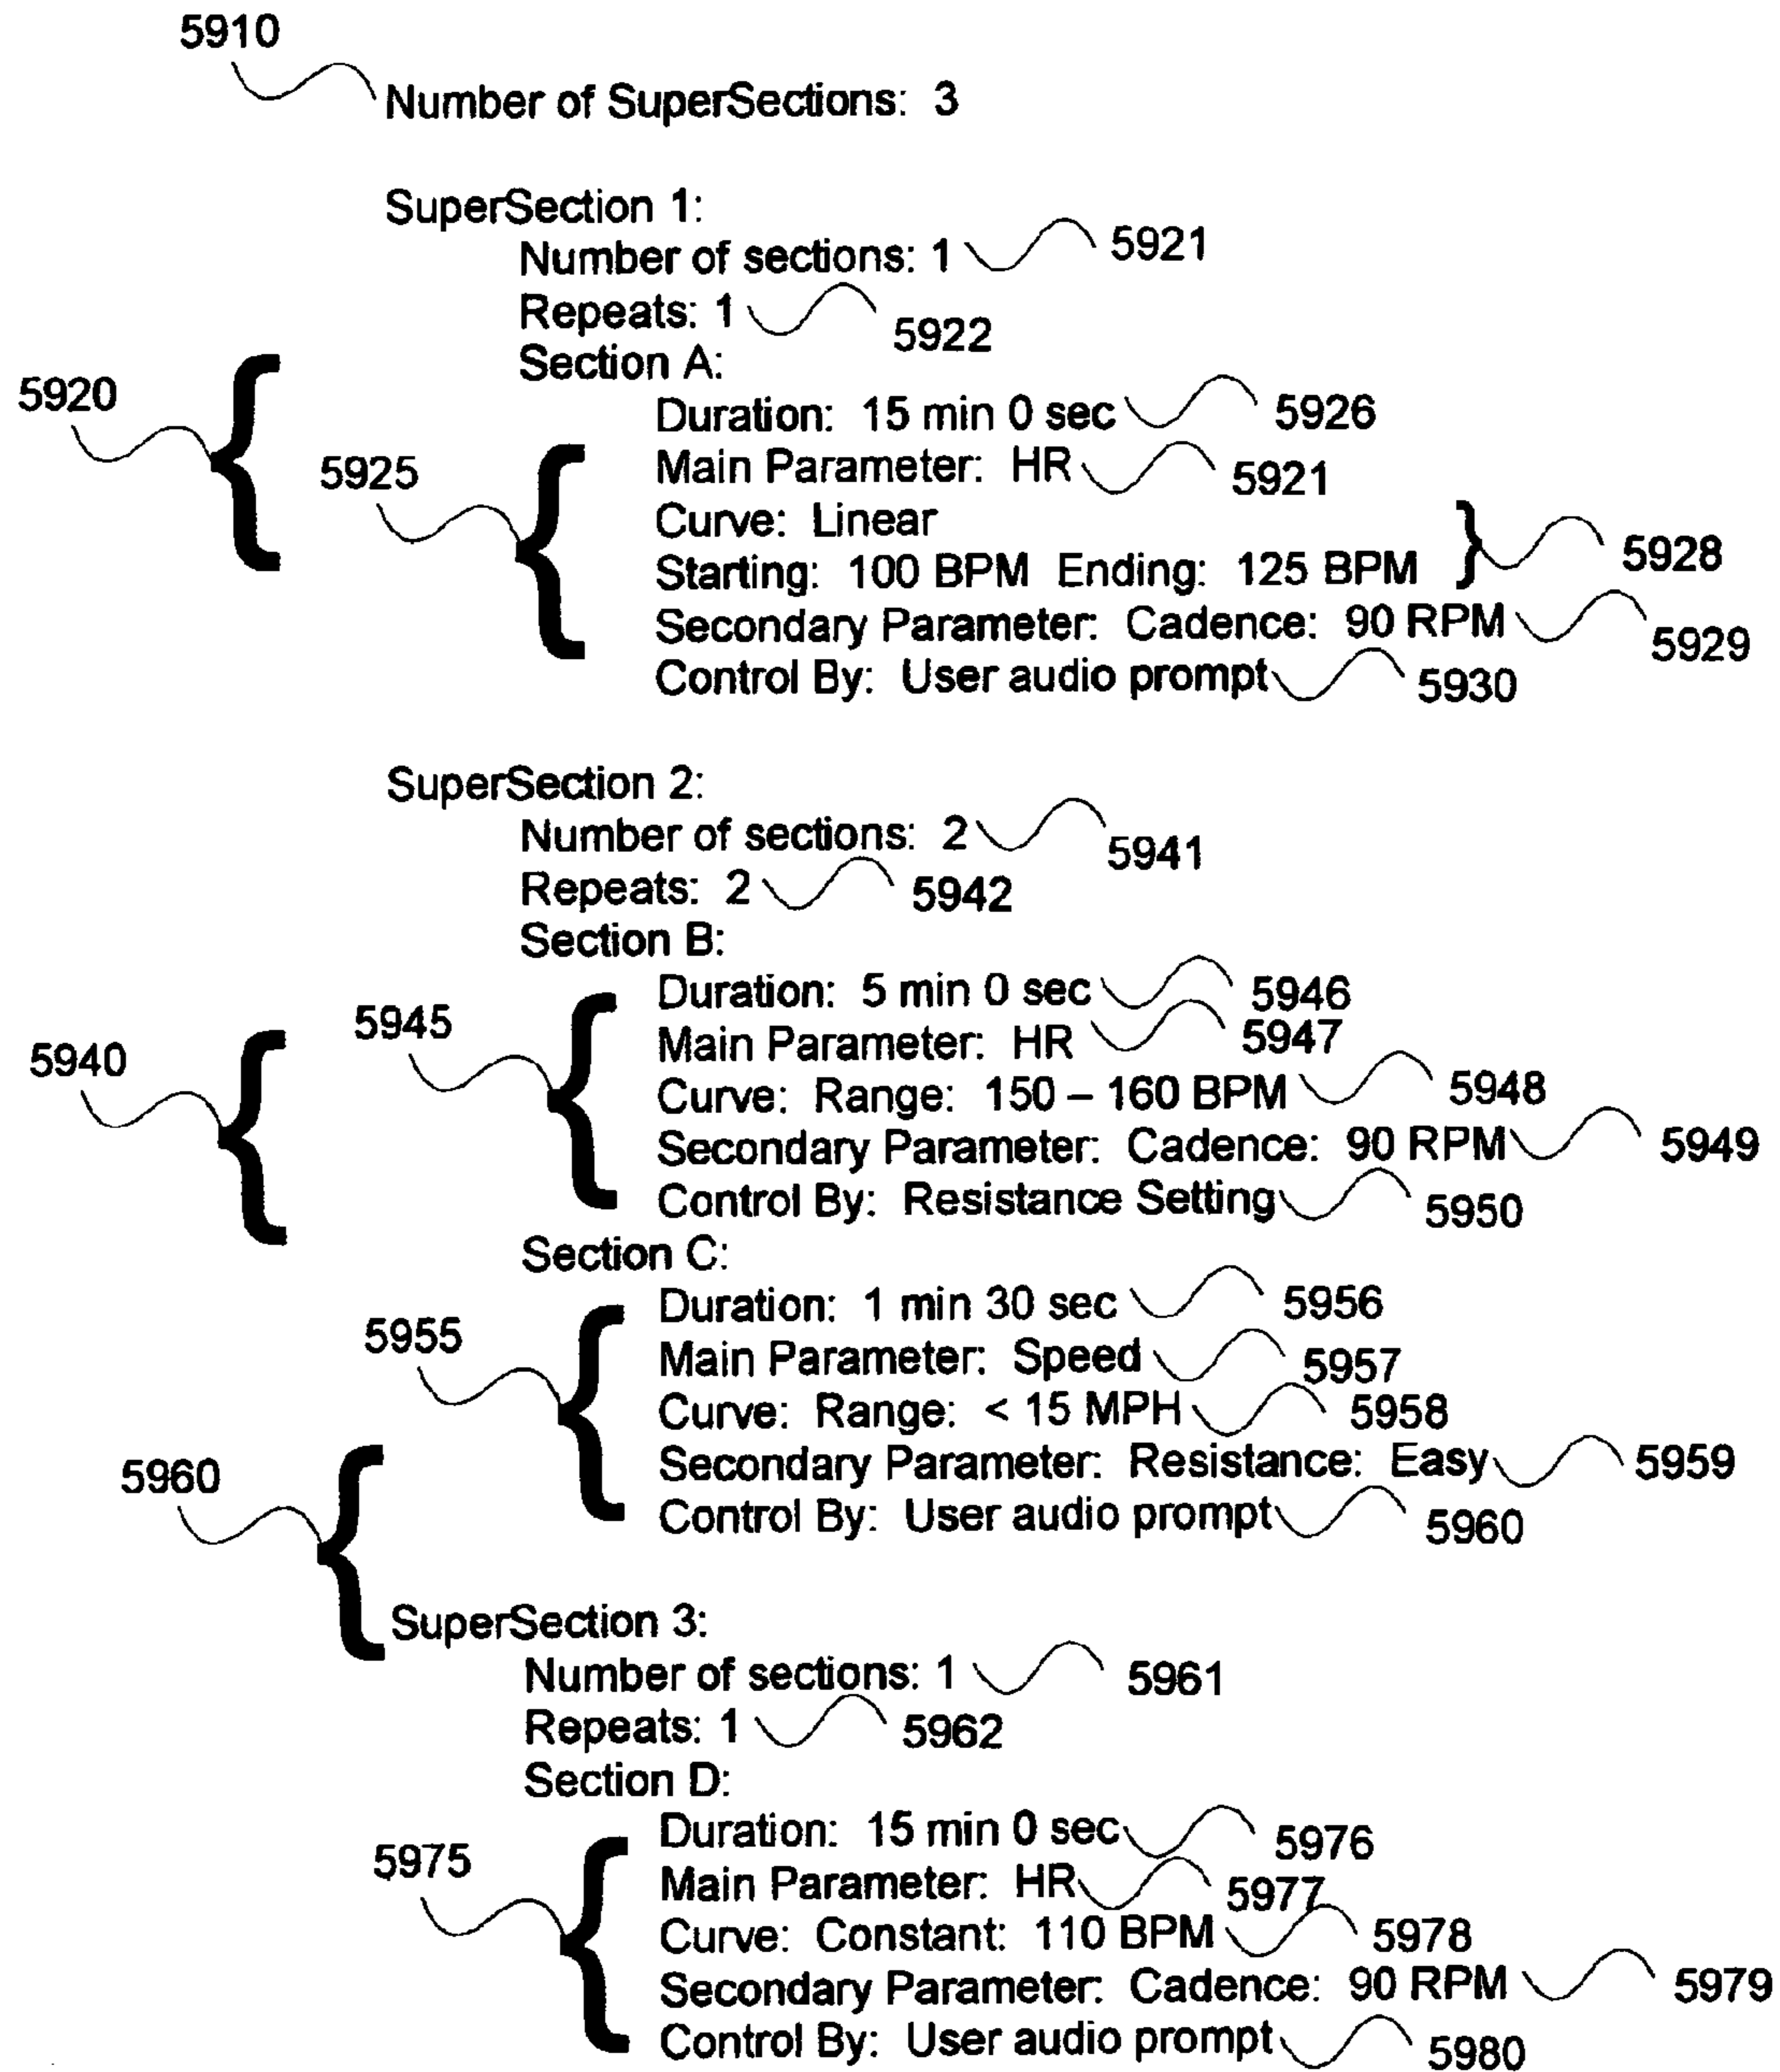 5910
Number of SuperSections: 3
SuperSection 1:
Number of sections: 1 5921
Repeats: 1 5922
Section A:
5920
Duration: 15 min 0 sec 5926
5925 Main Parameter: HR 5921
Curve: Linear
5928
Starting: 100 BPM Ending: 125 BPM }
Secondary Parameter: Cadence: 90 RPM 5929
Control By: User audio prompt 5930
SuperSection 2:
Number of sections: 2 5941
Repeats: 2 5942
Section B:
Duration: 5 min 0 sec 5946
5945 Main Parameter: HR 5947
5940 Curve: Range: 150 – 160 BPM 5948
Secondary Parameter: Cadence: 90 RPM 5949
Control By: Resistance Setting 5950
Section C:
Duration: 1 min 30 sec 5956
5955 Main Parameter: Speed 5957
Curve: Range: < 15 MPH 5958
5960 Secondary Parameter: Resistance: Easy 5959
Control By: User audio prompt 5960
SuperSection 3:
Number of sections: 1 5961
Repeats: 1 5962
Section D:
Duration: 15 min 0 sec 5976
5975 Main Parameter: HR 5977
Curve: Constant: 110 BPM 5978
Secondary Parameter: Cadence: 90 RPM 5979
Control By: User audio prompt 5980